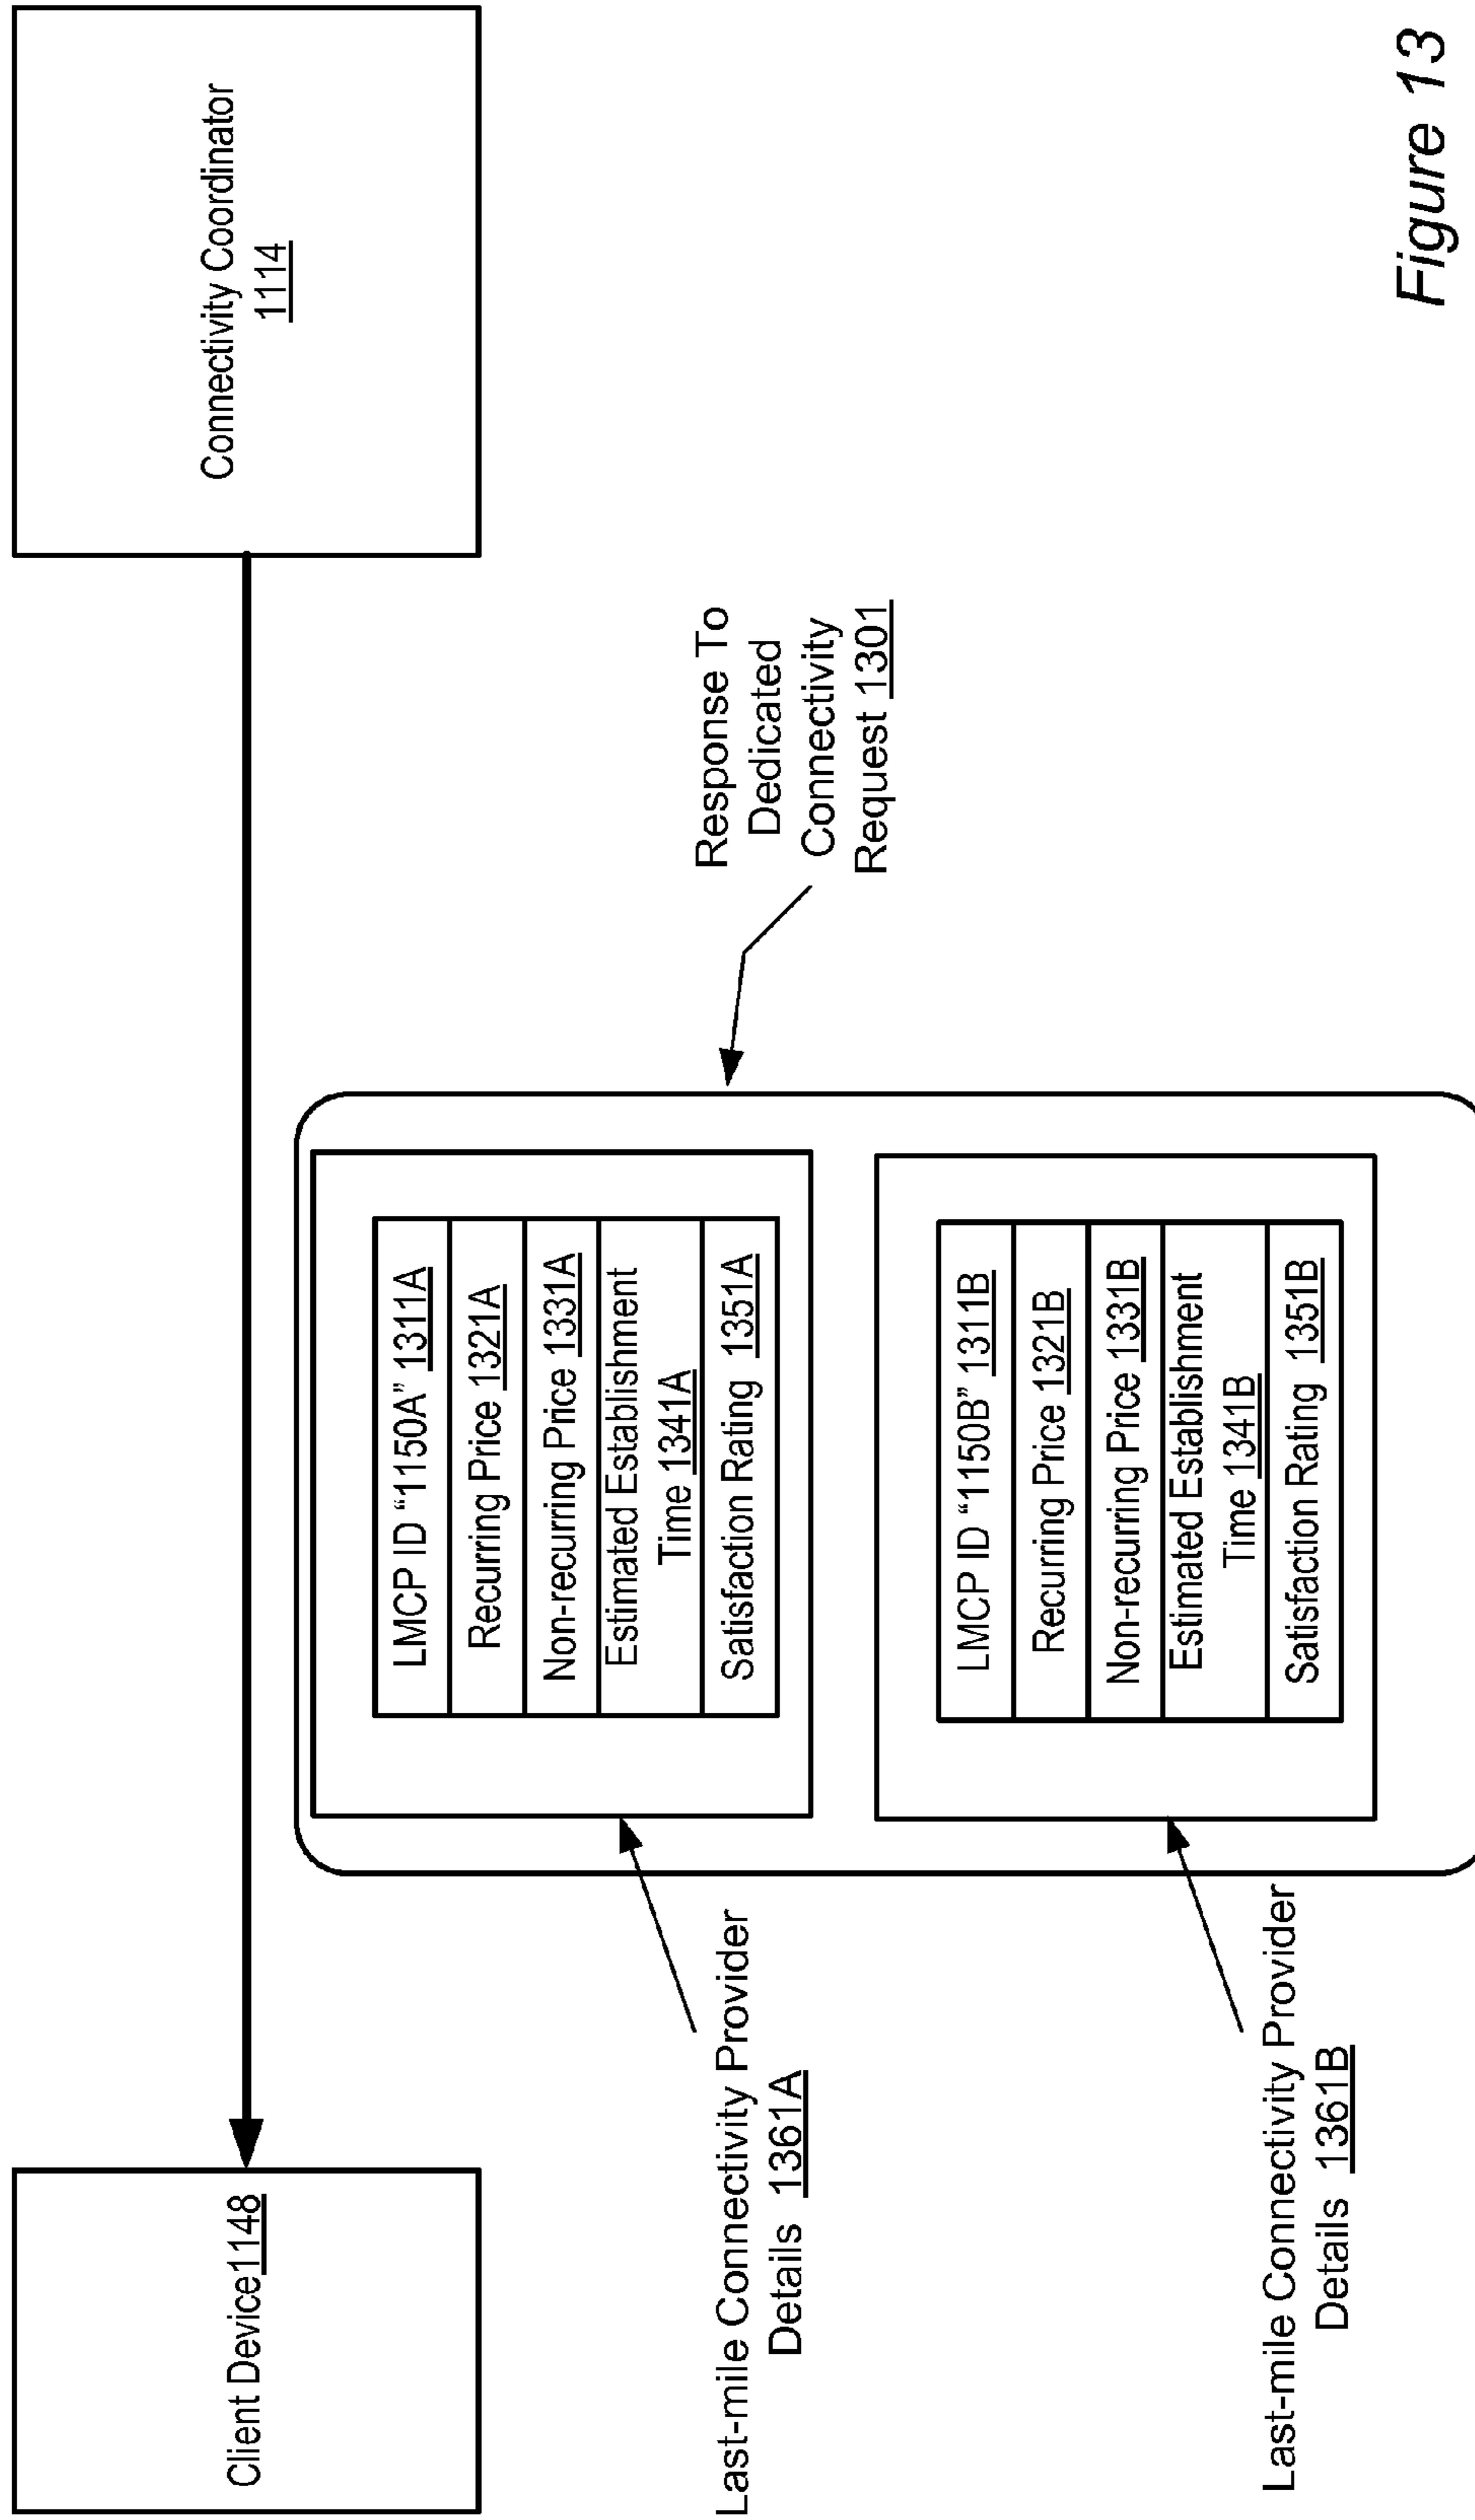 Client Device 1148
Connectivity Coordinator
1114
Response To
Dedicated
Connectivity
Request 1301
LMCP ID “1150A” 1311A
Recurring Price 1321A
Non-recurring Price 1331A
Estimated Establishment
Time 1341A
Satisfaction Rating 1351A
Last-mile Connectivity Provider
Details 1361A
LMCP ID “1150B” 1311B
Recurring Price 1321B
Non-recurring Price 1331B
Estimated Establishment
Time 1341B
Satisfaction Rating 1351B
Last-mile Connectivity Provider
Details 1361B
Figure 13